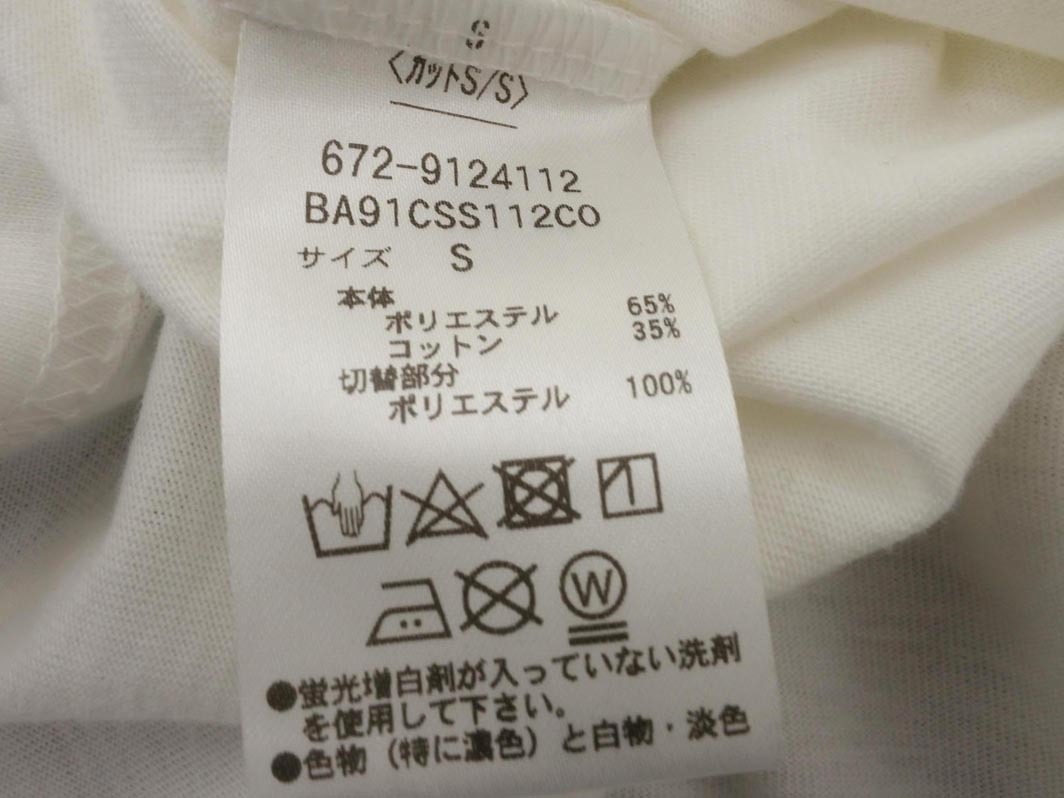 S
〈カットS/S〉
672-9124112
BA91CSS112CO
サイズ S
本体
ポリエステル 65%
コットン 35%
切替部分
ポリエステル 100%
W
●蛍光増白剤が入っていない洗剤
を使用して下さい。
●色物（特に濃色）と白物・淡色